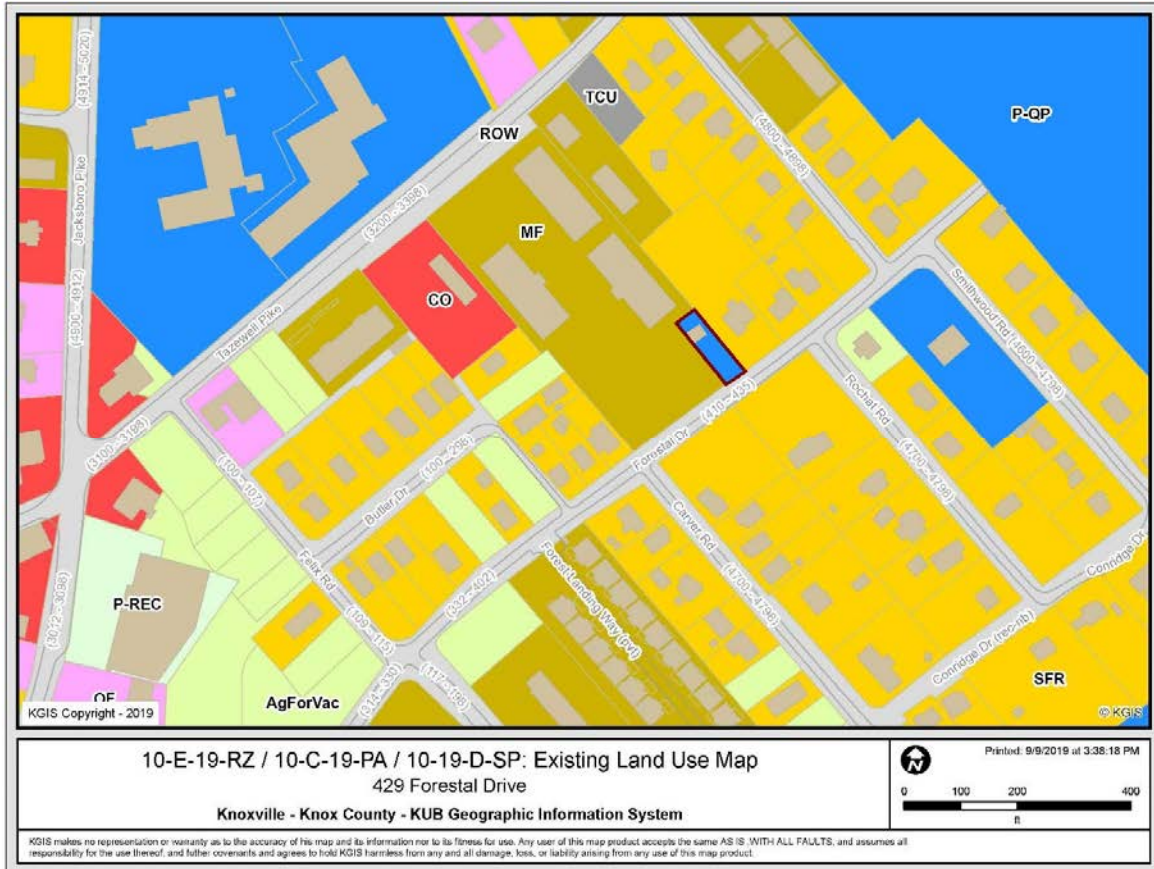 (4914 - 5020)
TCU
P-QP
ROW
(4800 - 4898)
Jacksboro Pike
(3200 - 3398)
MF
CO
Smithwood Rd
(4900 - 4912)
Tazewell Pike
(4600 - 4798)
(410 - 435)
Rochat Rd
(3100 - 3198)
Forestal Dr
(4700 - 4798)
(100 - 107)
(100 - 296)
Butler Dr
Carver Rd
Conridge Dr
Felix Rd
Forest Landing Way (pvt)
P-REC
(332 - 402)
(4700 - 4798)
(3012 - 3098)
(109 - 115)
Conridge Dr
SFR
OF
AgForVac
(314 - 330)
KGIS Copyright - 2019
© KGIS
10-E-19-RZ / 10-C-19-PA / 10-19-D-SP: Existing Land Use Map
429 Forestal Drive
Knoxville - Knox County - KUB Geographic Information System
N
Printed: 9/9/2019 at 3:38:18 PM
0 100 200 400
ft
KGIS makes no representation or warranty as to the accuracy of his map and its information nor to its fitness for use. Any user of this map product accepts the same AS IS ,WITH ALL FAULTS, and assumes all
responsibility for the use thereof, and futher covenants and agrees to hold KGIS harmless from any and all damage, loss, or liability arising from any use of this map product.